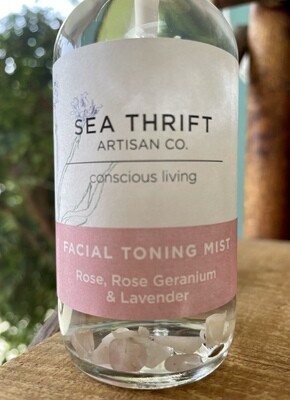 SEA THRIFT
ARTISAN CO.
conscious living
FACIAL TONING MIST
Rose, Rose Geranium
& Lavender